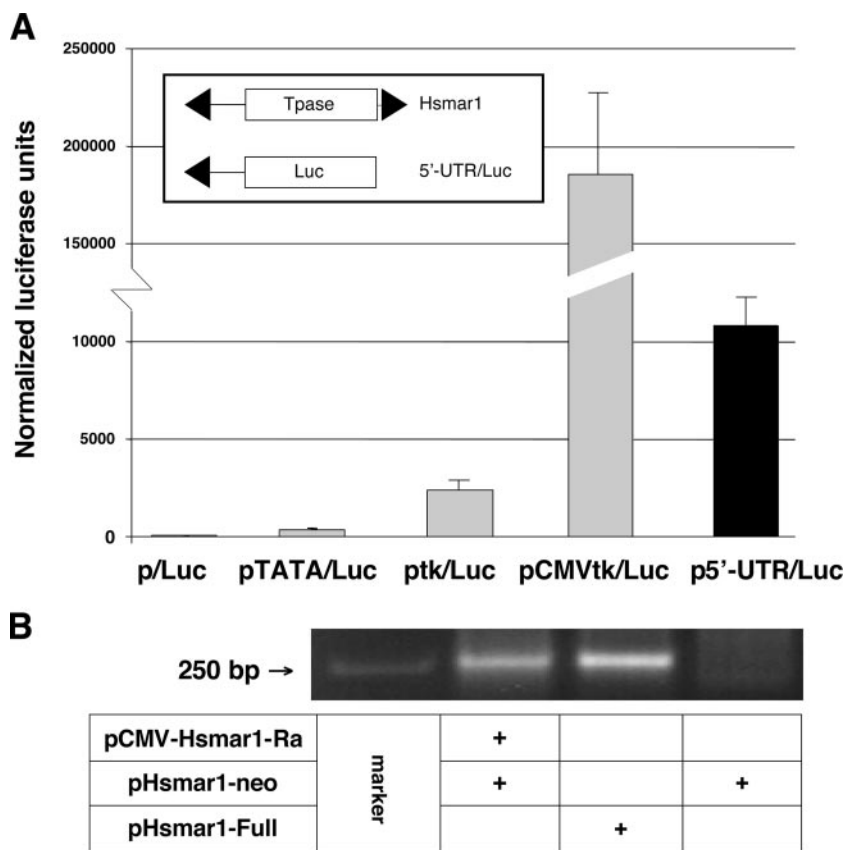 A
Normalized luciferase units
250000
200000
150000
10000
5000
0
Tpase Hsmar1
Luc 5'-UTR/Luc
p/Luc pTATA/Luc ptk/Luc pCMVtk/Luc p5'-UTR/Luc
B
250 bp →
marker
pCMV-Hsmar1-Ra +
pHsmar1-neo + +
pHsmar1-Full +